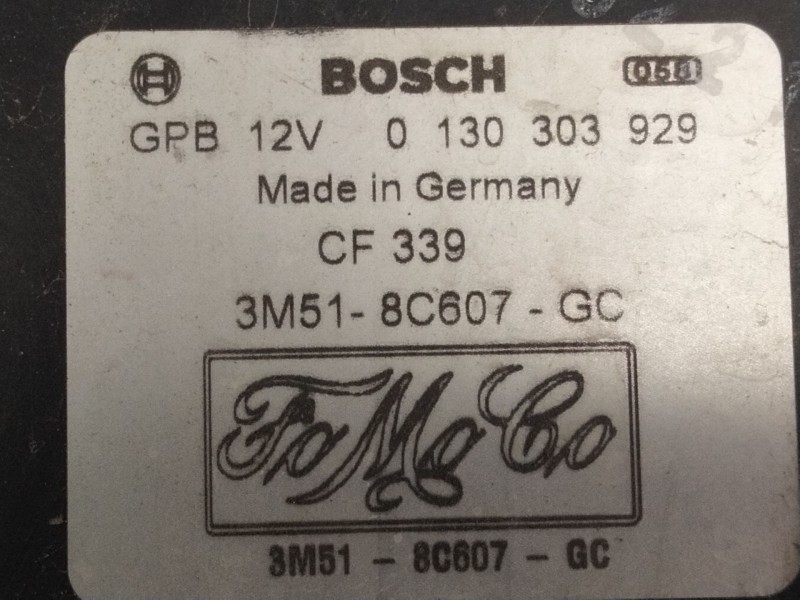 BOSCH
GPB 12V 0 130 303 929
Made in Germany
CF 339
3M51- 8C607 - GC
FoMoCo
3M51 - 8C607 - GC